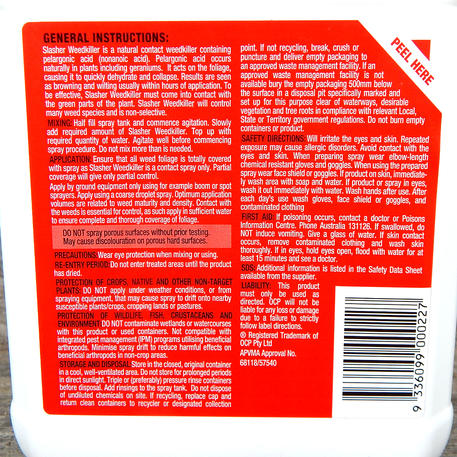 GENERAL INSTRUCTIONS:
Slasher Weedkiller is a natural contact weedkiller containing
pelargonic acid (nonanoic acid). Pelargonic acid occurs
naturally in plants including geraniums. It acts on the foliage,
causing it to quickly dehydrate and collapse. Results are seen
as browning and wilting usually within hours of application. To
be effective, Slasher Weedkiller must come into contact with
the green parts of the plant. Slasher Weedkiller will control
many weed species and is non-selective.
MIXING: Half fill spray tank and commence agitation. Slowly
add required amount of Slasher Weedkiller. Top up with
required quantity of water. Agitate well before commencing
spray procedure. Do not mix more than is needed.
APPLICATION: Ensure that all weed foliage is totally covered
with spray as Slasher Weedkiller is a contact spray only. Partial
coverage will give only partial control.
Apply by ground equipment only using for example boom or spot
sprayers. Apply using a coarse droplet spray. Optimum application
volumes are related to weed maturity and density. Contact with
the weeds is essential for control, as such apply in sufficient water
to ensure complete and thorough coverage of foliage.
DO NOT spray porous surfaces without prior testing.
May cause discolouration on porous hard surfaces.
PRECAUTIONS: Wear eye protection when mixing or using.
RE-ENTRY PERIOD: Do not enter treated areas until the product
has dried.
PROTECTION OF CROPS, NATIVE AND OTHER NON-TARGET
PLANTS: DO NOT apply under weather conditions, or from
spraying equipment, that may cause spray to drift onto nearby
susceptible plants/crops, cropping lands or pastures.
PROTECTION OF WILDLIFE, FISH, CRUSTACEANS AND
ENVIRONMENT: DO NOT contaminate wetlands or watercourses
with this product or used containers. Not compatible with
integrated pest management (IPM) programs utilising beneficial
arthropods. Minimise spray drift to reduce harmful effects on
beneficial arthropods in non-crop areas.
STORAGE AND DISPOSAL: Store in the closed, original container
in a cool, well-ventilated area. Do not store for prolonged periods
in direct sunlight. Triple (or preferably) pressure rinse containers
before disposal. Add rinsings to the spray tank. Do not dispose
of undiluted chemicals on site. If recycling, replace cap and
return clean containers to recycler or designated collection
point. If not recycling, break, crush or
puncture and deliver empty packaging to
an approved waste management facility. If an
approved waste management facility is not
available bury the empty packaging 500mm below
the surface in a disposal pit specifically marked and
set up for this purpose clear of waterways, desirable
vegetation and tree roots in compliance with relevant Local,
State or Territory government regulations. Do not burn empty
containers or product.
SAFETY DIRECTIONS: Will irritate the eyes and skin. Repeated
exposure may cause allergic disorders. Avoid contact with the
eyes and skin. When preparing spray wear elbow-length
chemical resistant gloves and goggles. When using the prepared
spray wear face shield or goggles. If product on skin, immediate-
ly wash area with soap and water. If product or spray in eyes,
wash it out immediately with water. Wash hands after use. After
each day's use wash gloves, face shield or goggles, and
contaminated clothing
FIRST AID: If poisoning occurs, contact a doctor or Poisons
Information Centre. Phone Australia 131126. If swallowed, do
NOT induce vomiting. Give a glass of water. If skin contact
occurs, remove contaminated clothing and wash skin
thoroughly. If in eyes, hold eyes open, flood with water for at
least 15 minutes and see a doctor.
SDS: Additional information is listed in the Safety Data Sheet
available from the supplier.
LIABILITY: This product
must only be used as
directed. OCP will not be
liable for any loss or damage
due to a failure to strictly
follow label directions.
® Registered Trademark of
OCP Pty Ltd
APVMA Approval No.
68118/57540
PEEL HERE
9 336099 000227